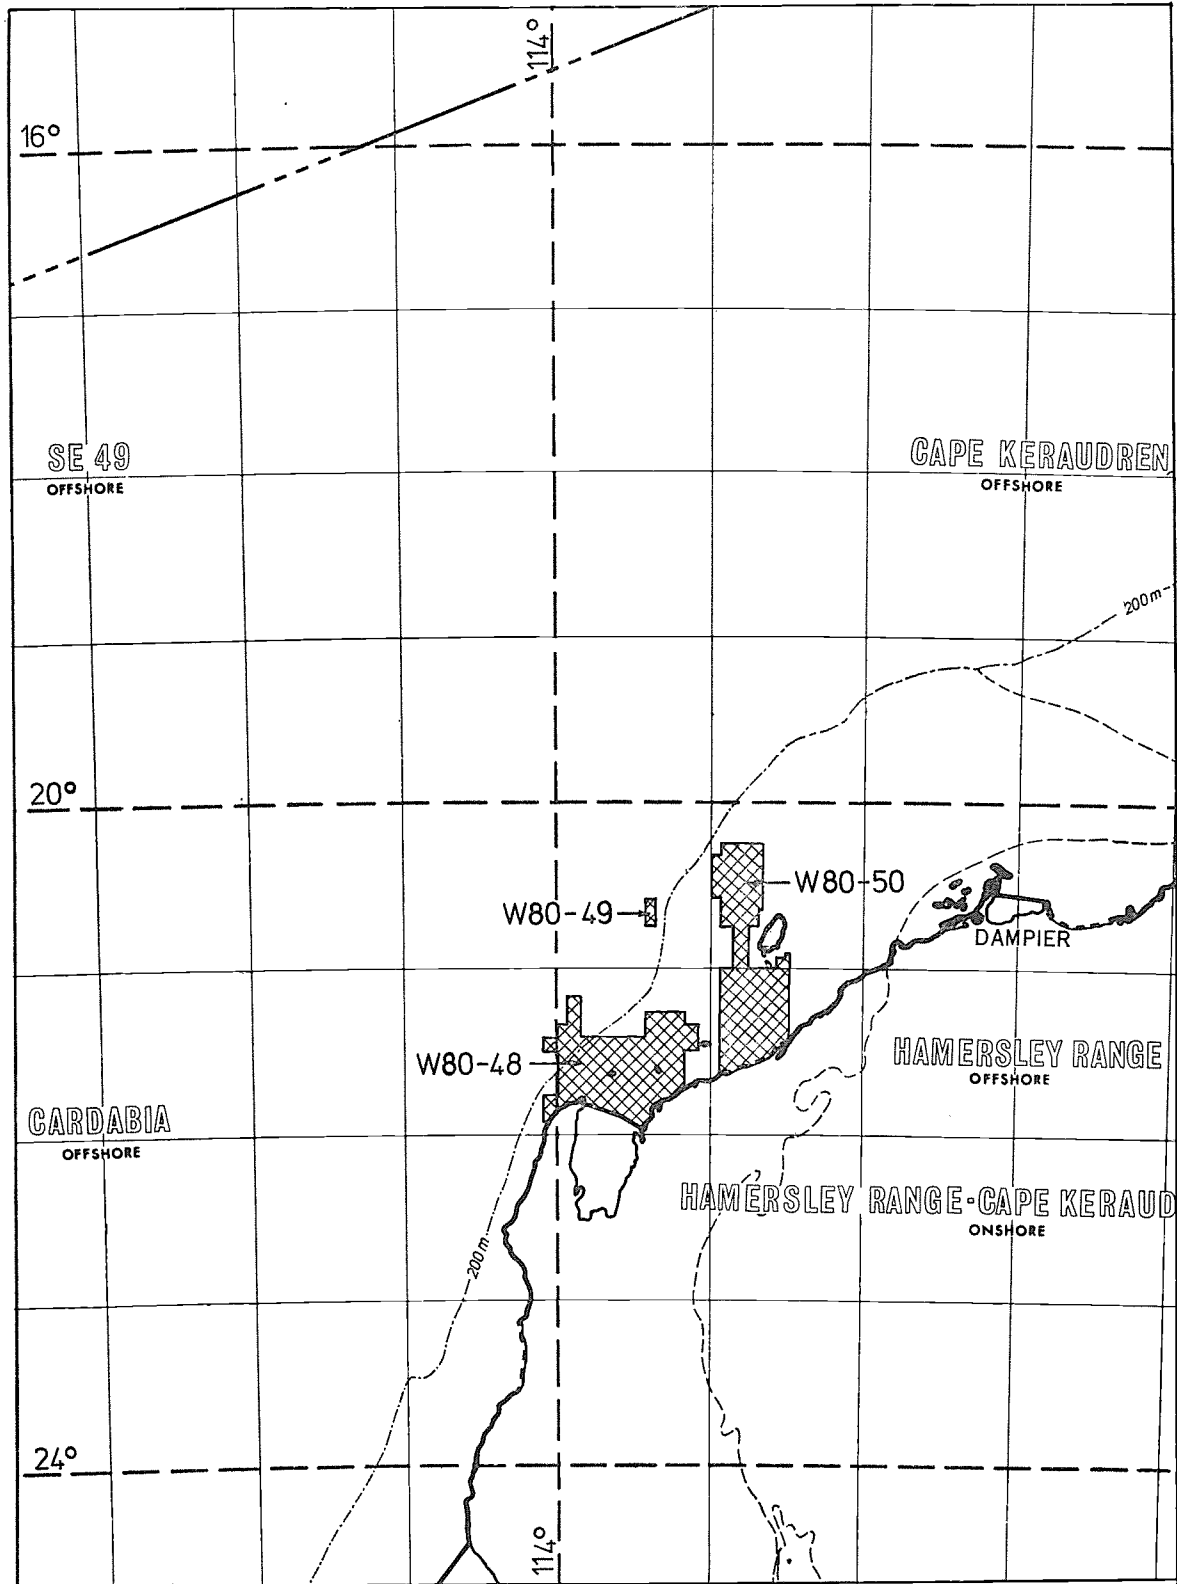 114°
16°
SE 49
OFFSHORE
CAPE KERAUDREN
OFFSHORE
200m
20°
W80-50
W80-49
DAMPIER
W80-48
HAMERSLEY RANGE
OFFSHORE
CARDABIA
OFFSHORE
HAMERSLEY RANGE-CAPE KERAUD
ONSHORE
200m
24°
114°